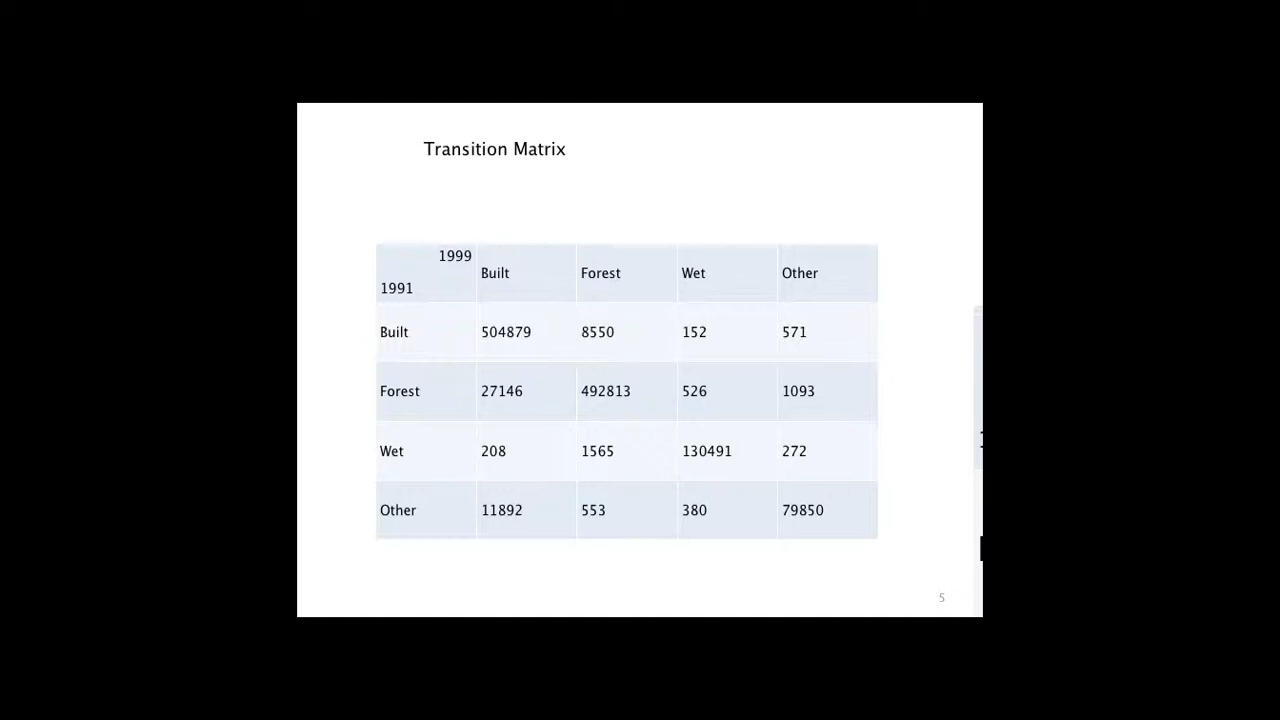 Transition Matrix
1999
1991
Built Forest Wet Other
Built 504879 8550 152 571
Forest 27146 492813 526 1093
Wet 208 1565 130491 272
Other 11892 553 380 79850
5